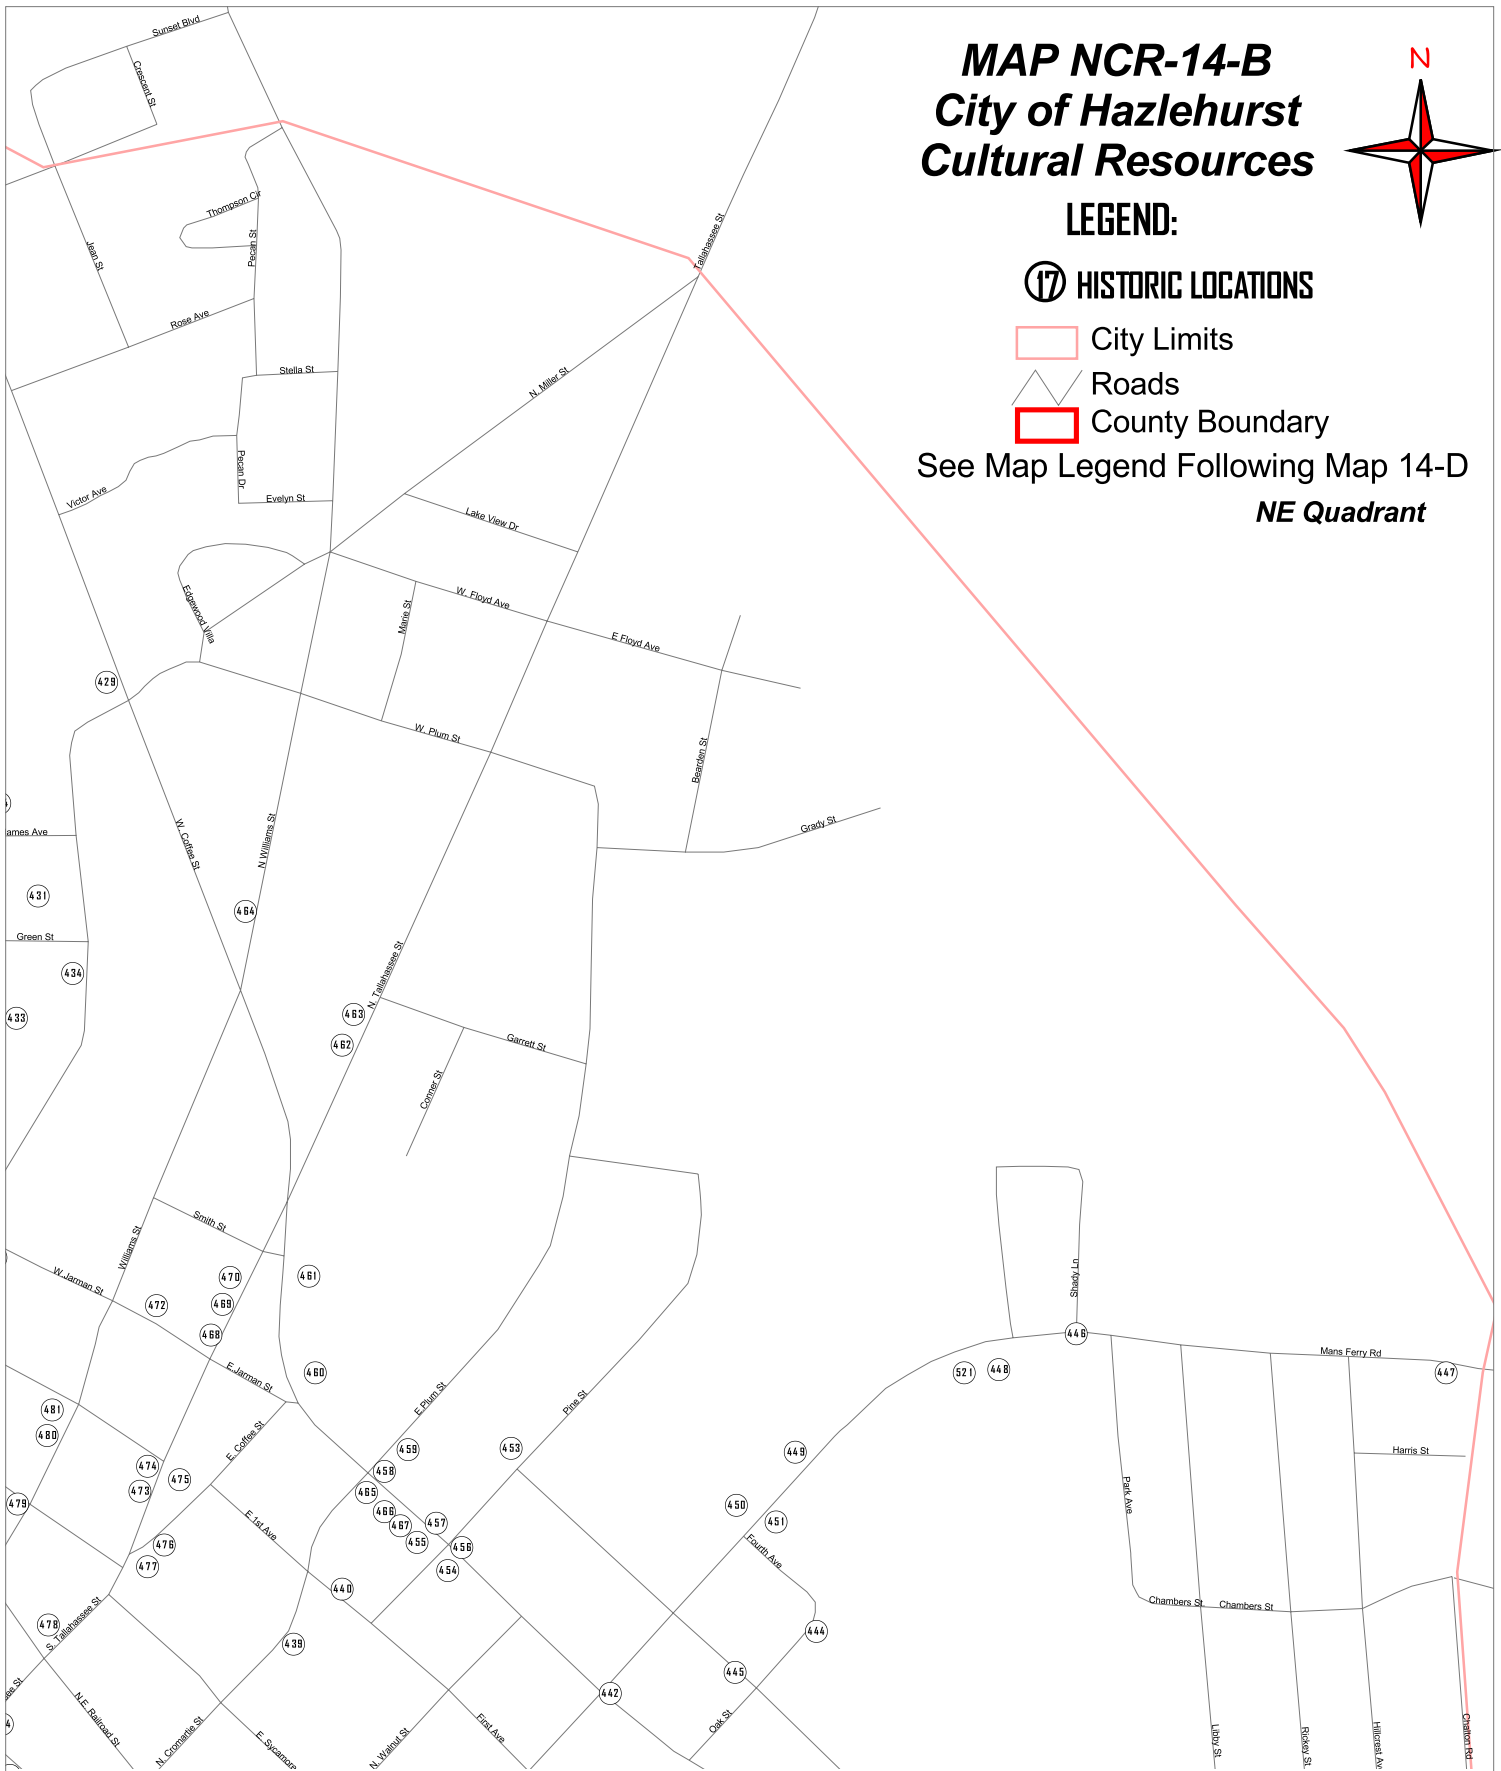 MAP NCR-14-B
City of Hazlehurst
Cultural Resources
N
LEGEND:
17 HISTORIC LOCATIONS
City Limits
Roads
County Boundary
See Map Legend Following Map 14-D
NE Quadrant
Sunset Blvd
Crescent St
Thompson Cir
Pecan St
Jean St
Tallahassee St
Rose Ave
Stella St
N. Miller St
Pecan Dr
Victor Ave
Evelyn St
Lake View Dr
Edgewood Villa
Marie St
W. Floyd Ave
E Floyd Ave
429
W. Plum St
Bearden St
ames Ave
W. Coffee St
N Williams St
Grady St
431
464
Green St
434
N. Tallahassee St
433
463
462
Garrett St
Conner St
Smith St
Williams St
W.Jarman St
470
461
472
469
468
Shady Ln
446
Mans Ferry Rd
521
448
447
E.Jarman St
460
E.Plum St
Pine St
481
480
E. Coffee St
459
453
449
Harris St
474
475
458
473
465
479
466
467
457
450
451
Park Ave
E 1st Ave
455
456
476
477
454
Fourth Ave
440
Chambers St
Chambers St
478
S. Tallahassee St
439
444
445
see St
442
N.E. Railroad St
N. Cromartie St
E. Sycamore
N. Walnut St
First Ave
Oak St
Libby St
Rickey St
Hillcrest Av
Chatton Rd